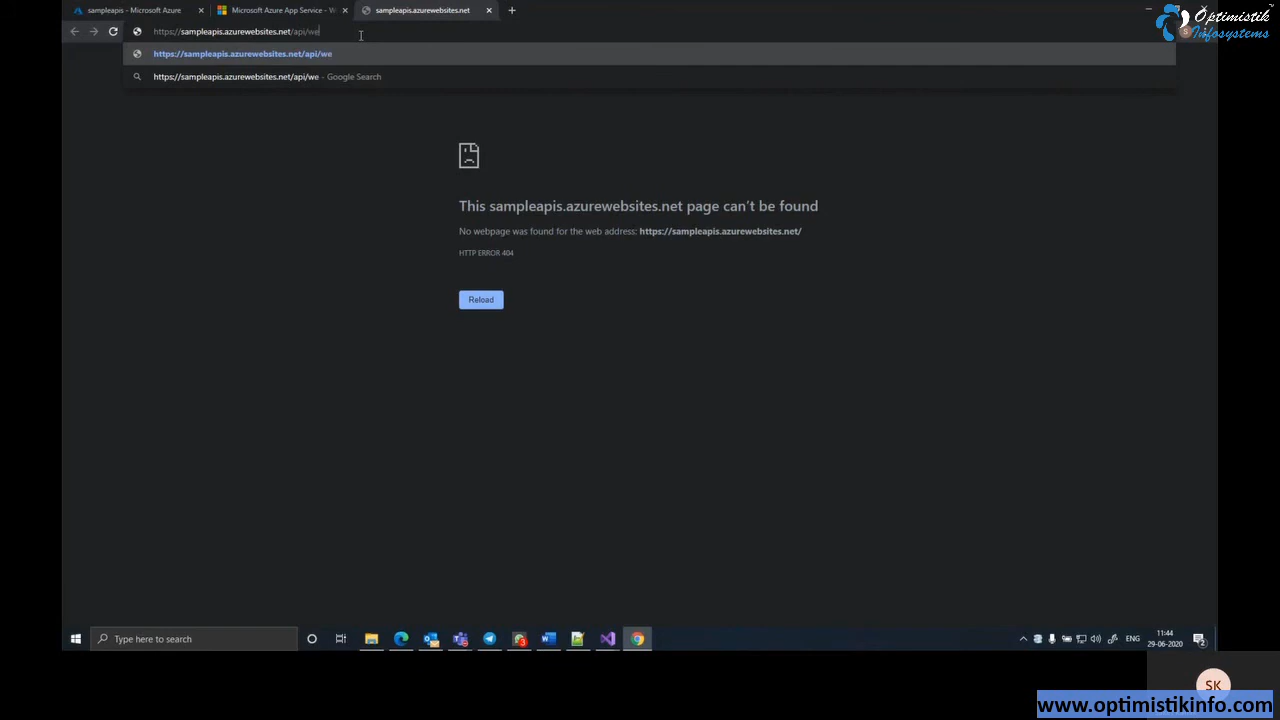 sampleapis - Microsoft Azure
Microsoft Azure App Service - W
sampleapis.azurewebsites.net
Optimistik
Infosystems
https://sampleapis.azurewebsites.net/api/we
https://sampleapis.azurewebsites.net/api/we
https://sampleapis.azurewebsites.net/api/we - Google Search
This sampleapis.azurewebsites.net page can't be found
No webpage was found for the web address: https://sampleapis.azurewebsites.net/
HTTP ERROR 404
Reload
Type here to search
3
ENG
11:44
29-06-2020
2
SK
www.optimistikinfo.com